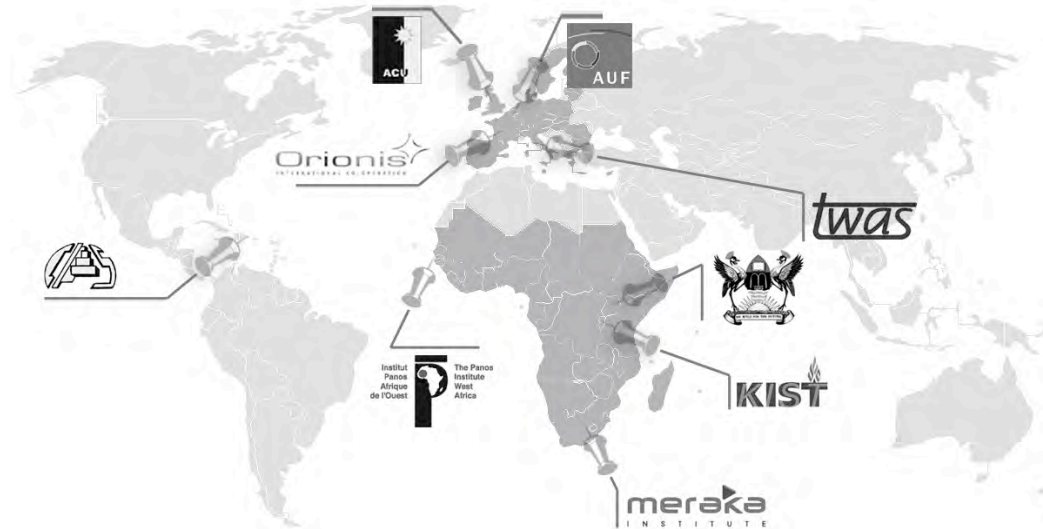 ACU
AUF
Orionis
INTERNATIONAL CO-OPERATION
twas
Institut
Panos
Afrique
de l'Ouest
The Panos
Institute
West
Africa
KIST
meraka
INSTITUTE